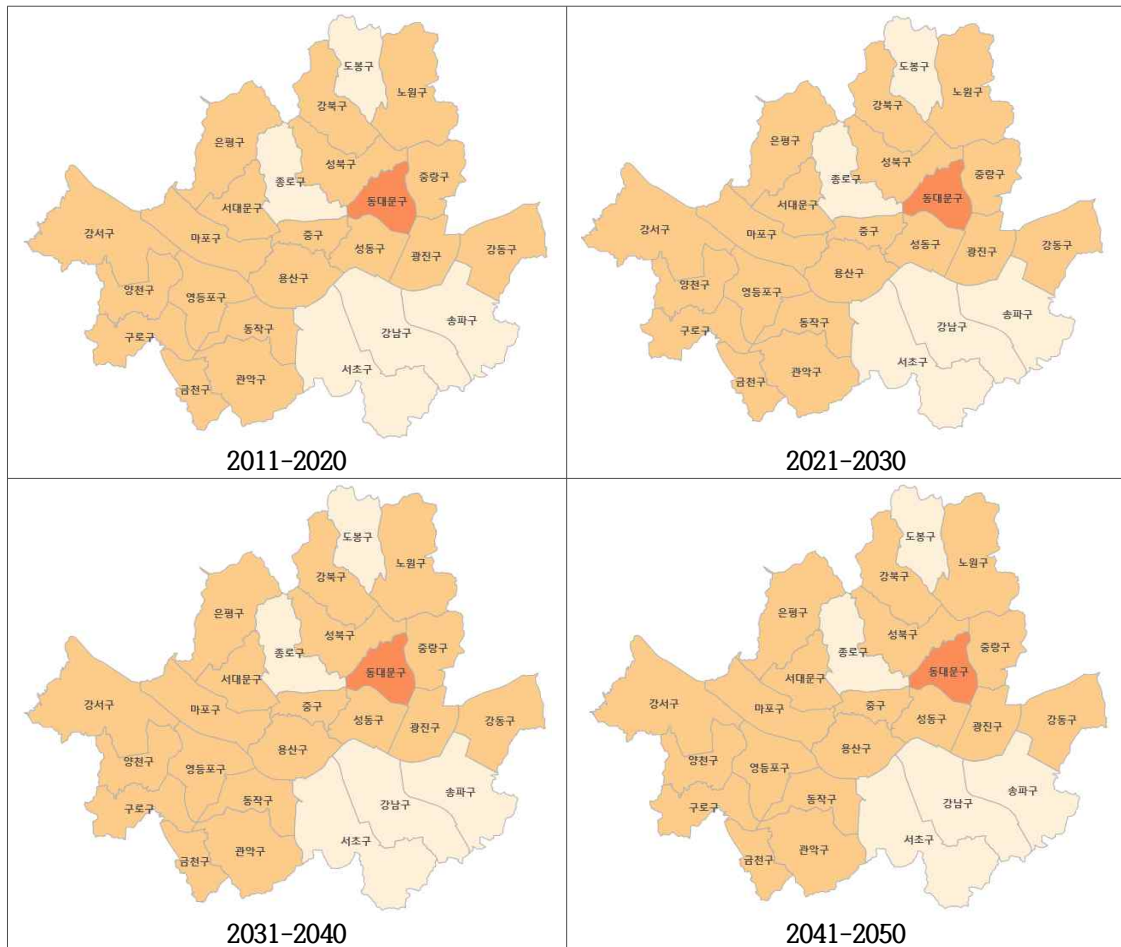 도봉구
노원구
강북구
은평구
성북구
중랑구
종로구
동대문구
서대문구
강서구
마포구
중구
성동구
광진구
강동구
양천구
영등포구
용산구
송파구
구로구
동작구
강남구
금천구
관악구
서초구
2011-2020
도봉구
노원구
강북구
은평구
성북구
중랑구
종로구
동대문구
서대문구
강서구
마포구
중구
성동구
광진구
강동구
양천구
영등포구
용산구
송파구
구로구
동작구
강남구
금천구
관악구
서초구
2021-2030
도봉구
노원구
강북구
은평구
성북구
중랑구
종로구
동대문구
서대문구
강서구
마포구
중구
성동구
광진구
강동구
양천구
영등포구
용산구
송파구
구로구
동작구
강남구
금천구
관악구
서초구
2031-2040
도봉구
노원구
강북구
은평구
성북구
중랑구
종로구
동대문구
서대문구
강서구
마포구
중구
성동구
광진구
강동구
양천구
영등포구
용산구
송파구
구로구
동작구
강남구
금천구
관악구
서초구
2041-2050